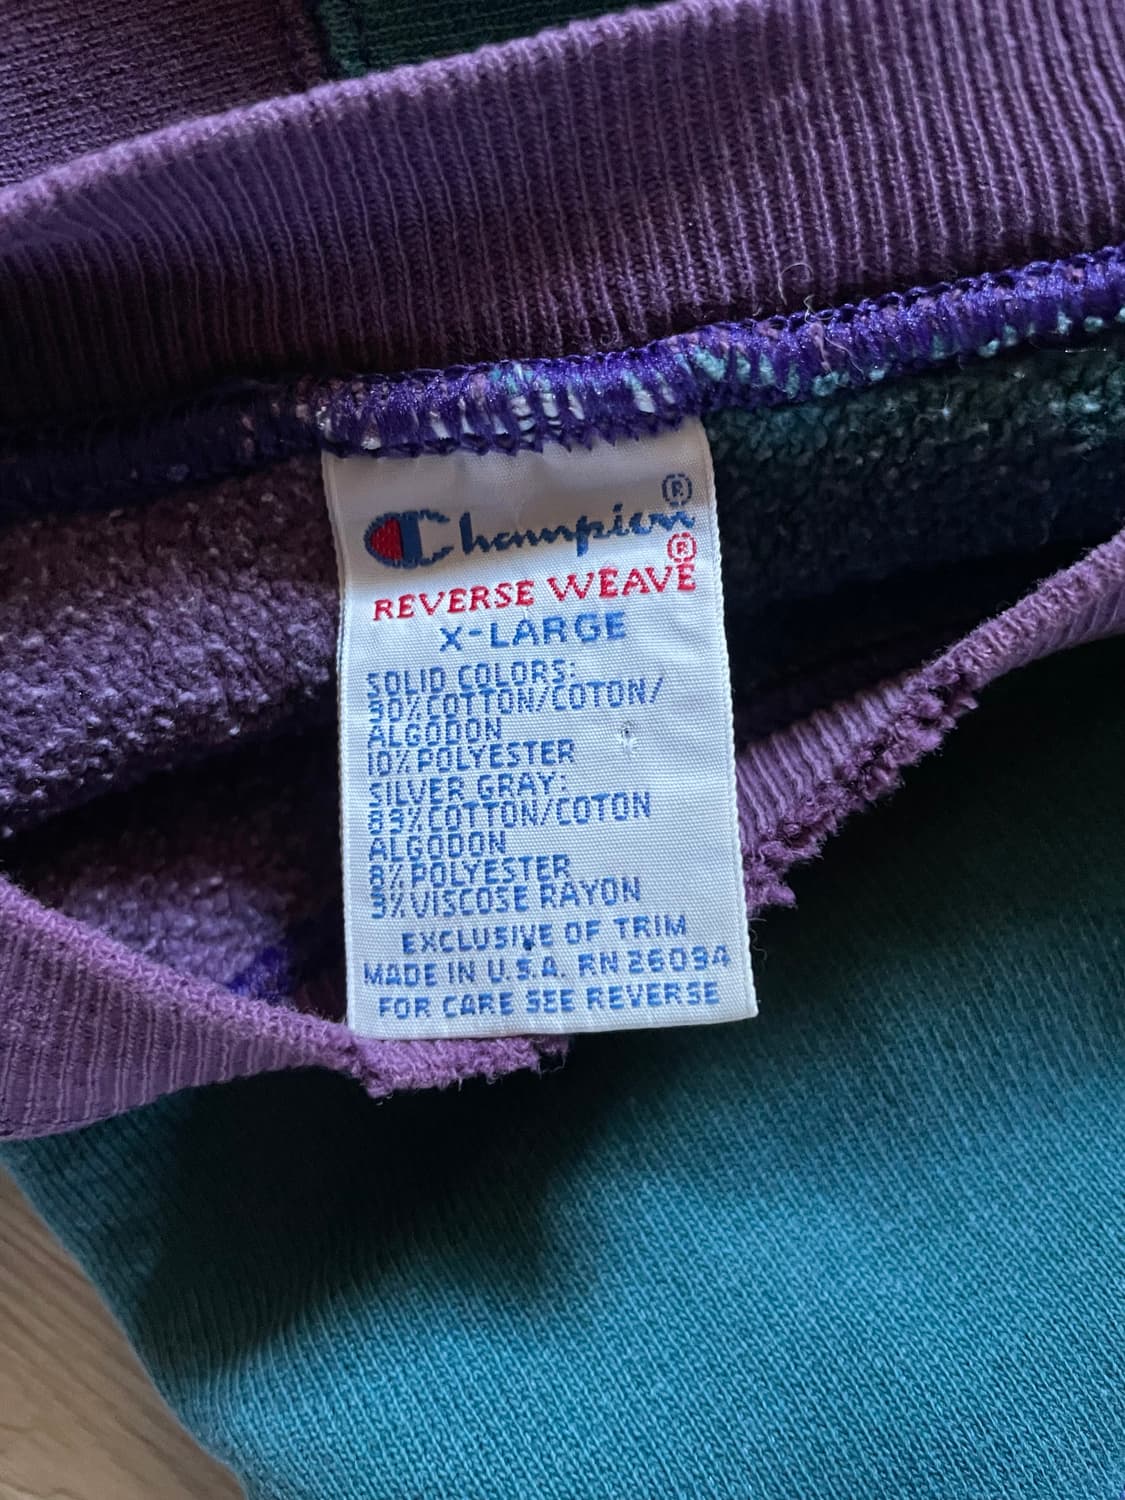 Champion®
REVERSE WEAVE®
X-LARGE
SOLID COLORS:
90%COTTON/COTON/
ALGODON
10%POLYESTER
SILVER GRAY:
89%COTTON/COTON
ALGODON
8%POLYESTER
3%VISCOSE RAYON
EXCLUSIVE OF TRIM
MADE IN U.S.A. RN 26094
FOR CARE SEE REVERSE